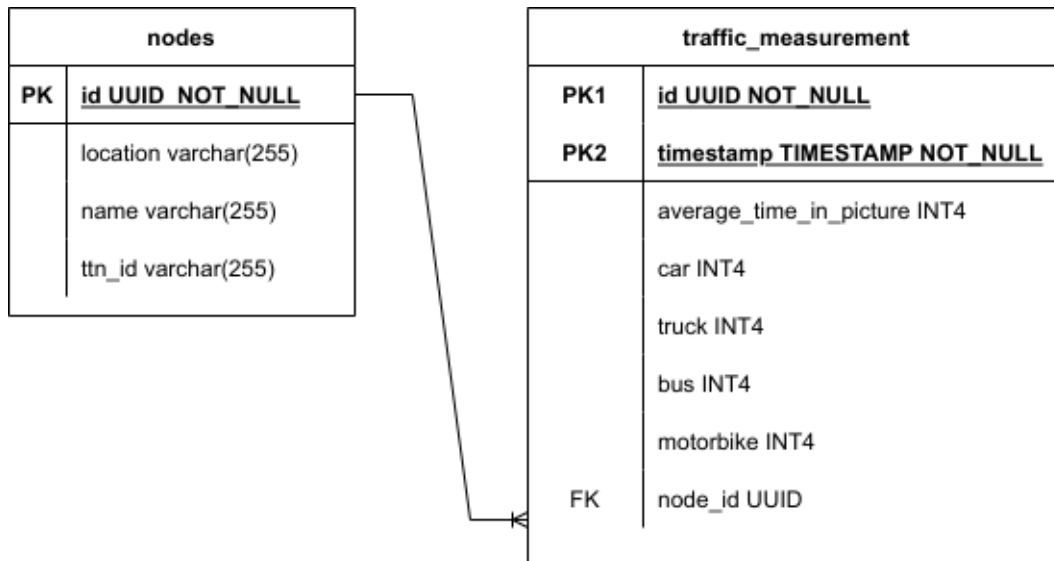 nodes
PK id UUID NOT_NULL
location varchar(255)
name varchar(255)
ttn_id varchar(255)
traffic_measurement
PK1 id UUID NOT_NULL
PK2 timestamp TIMESTAMP NOT_NULL
average_time_in_picture INT4
car INT4
truck INT4
bus INT4
motorbike INT4
FK node_id UUID